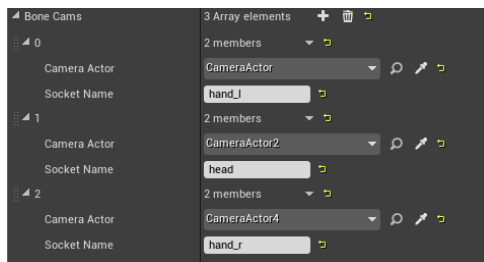 Bone Cams 3 Array elements
0 2 members
Camera Actor CameraActor
Socket Name hand_l
1 2 members
Camera Actor CameraActor2
Socket Name head
2 2 members
Camera Actor CameraActor4
Socket Name hand_r